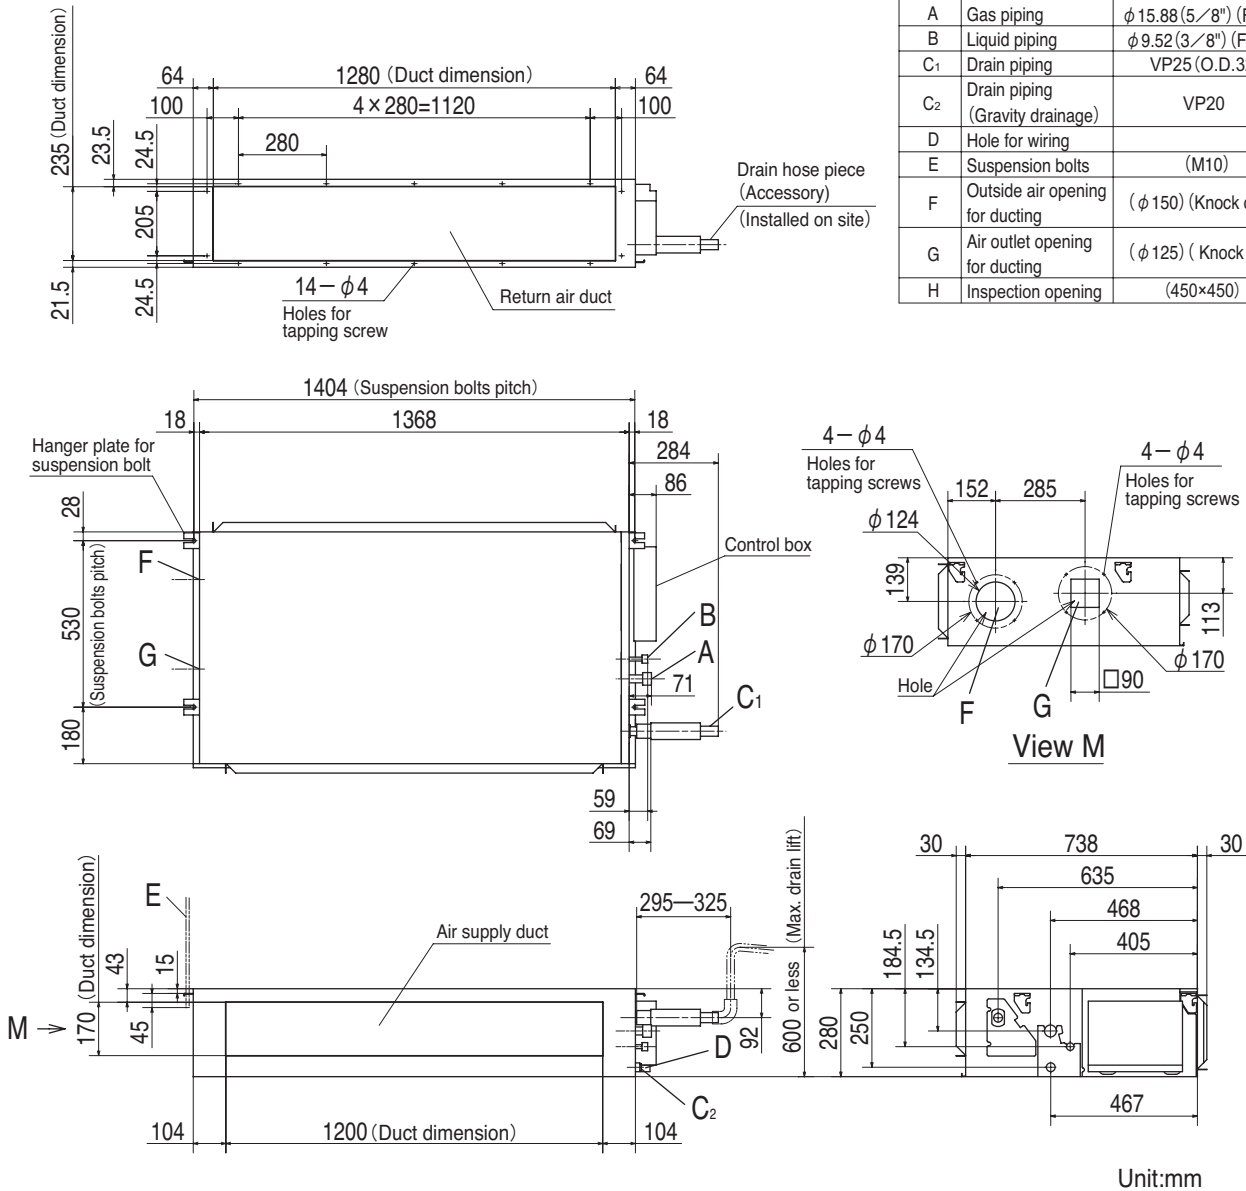 A Gas piping φ15.88(5/8")
B Liquid piping φ9.52(3/8")
C1 Drain piping VP25(O.D.
C2 Drain piping (Gravity drainage) VP20
D Hole for wiring
E Suspension bolts (M10)
F Outside air opening for ducting (φ150)(Knock
G Air outlet opening for ducting (φ125)( Knock
H Inspection opening (450×450)
235 (Duct dimension)
64
1280 (Duct dimension)
64
100
4×280=1120
100
23.5
24.5
280
205
21.5
24.5
14−φ4
Holes for
tapping screw
Return air duct
Drain hose piece
(Accessory)
(Installed on site)
1404 (Suspension bolts pitch)
18
1368
18
Hanger plate for
suspension bolt
284
86
28
530
(Suspension bolts pitch)
180
F
G
Control box
B
A
71
C1
59
69
4−φ4
Holes for
tapping screws
4−φ4
Holes for
tapping screws
152
285
φ124
139
φ170
113
φ170
Hole
□90
F
G
View M
E
170 (Duct dimension)
43
15
45
M
Air supply duct
295—325
600 or less (Max. drain lift)
92
D
C2
104
1200 (Duct dimension)
104
30
738
30
635
468
405
184.5
134.5
280
250
467
Unit:mm